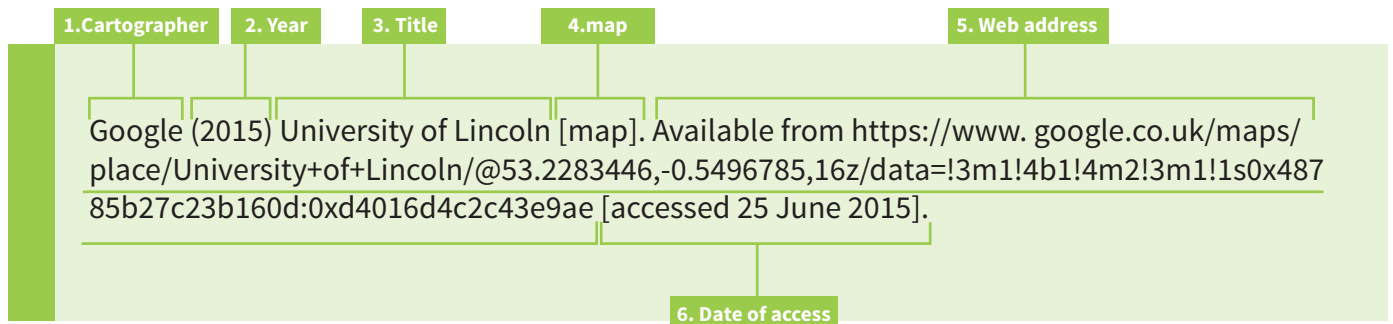 1.Cartographer 2. Year 3. Title 4.map 5. Web address
Google (2015) University of Lincoln [map]. Available from https://www. google.co.uk/maps/
place/University+of+Lincoln/@53.2283446,-0.5496785,16z/data=!3m1!4b1!4m2!3m1!1s0x487
85b27c23b160d:0xd4016d4c2c43e9ae [accessed 25 June 2015].
6. Date of access